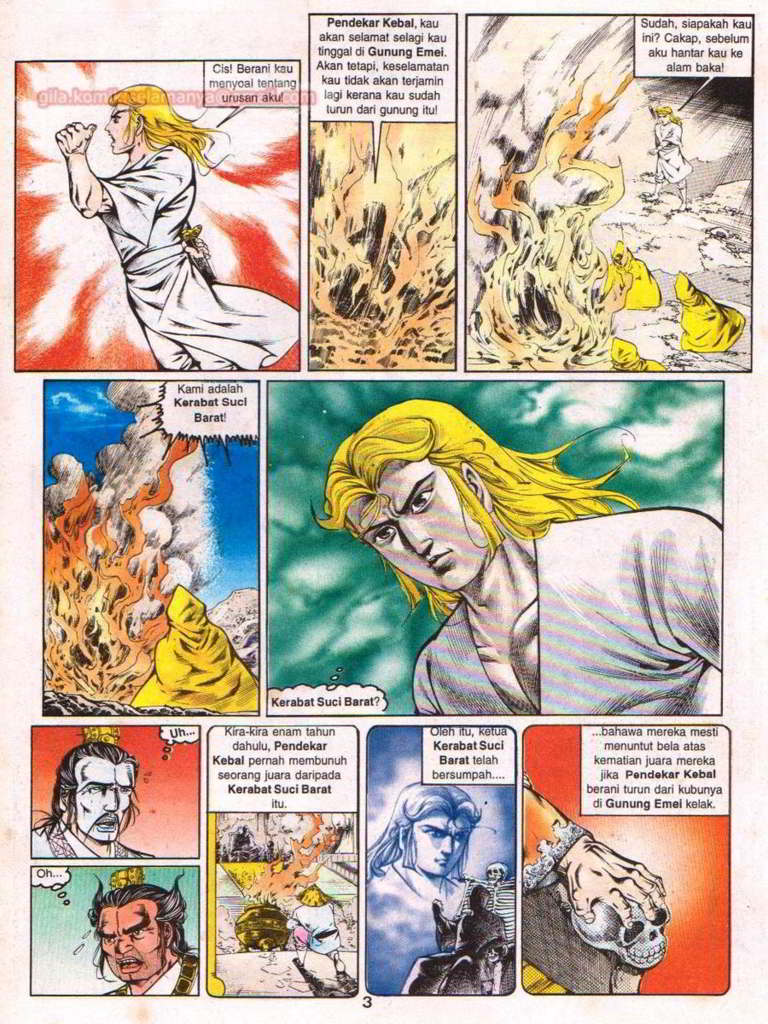 Cis! Berani kau
menyoal tentang
urusan aku!
Pendekar Kebal, kau
akan selamat selagi kau
tinggal di Gunung Emei.
Akan tetapi, keselamatan
kau tidak akan terjamin
lagi kerana kau sudah
turun dari gunung itu!
Sudah, siapakah kau
ini? Cakap, sebelum
aku hantar kau ke
alam baka!
Kami adalah
Kerabat Suci
Barat!
Kerabat Suci Barat?
Uh...
Oh...
Kira-kira enam tahun
dahulu, Pendekar
Kebal pernah membunuh
seorang juara daripada
Kerabat Suci Barat
itu.
Oleh itu, ketua
Kerabat Suci
Barat telah
bersumpah....
...bahawa mereka mesti
menuntut bela atas
kematian juara mereka
jika Pendekar Kebal
berani turun dari kubunya
di Gunung Emei kelak.
3